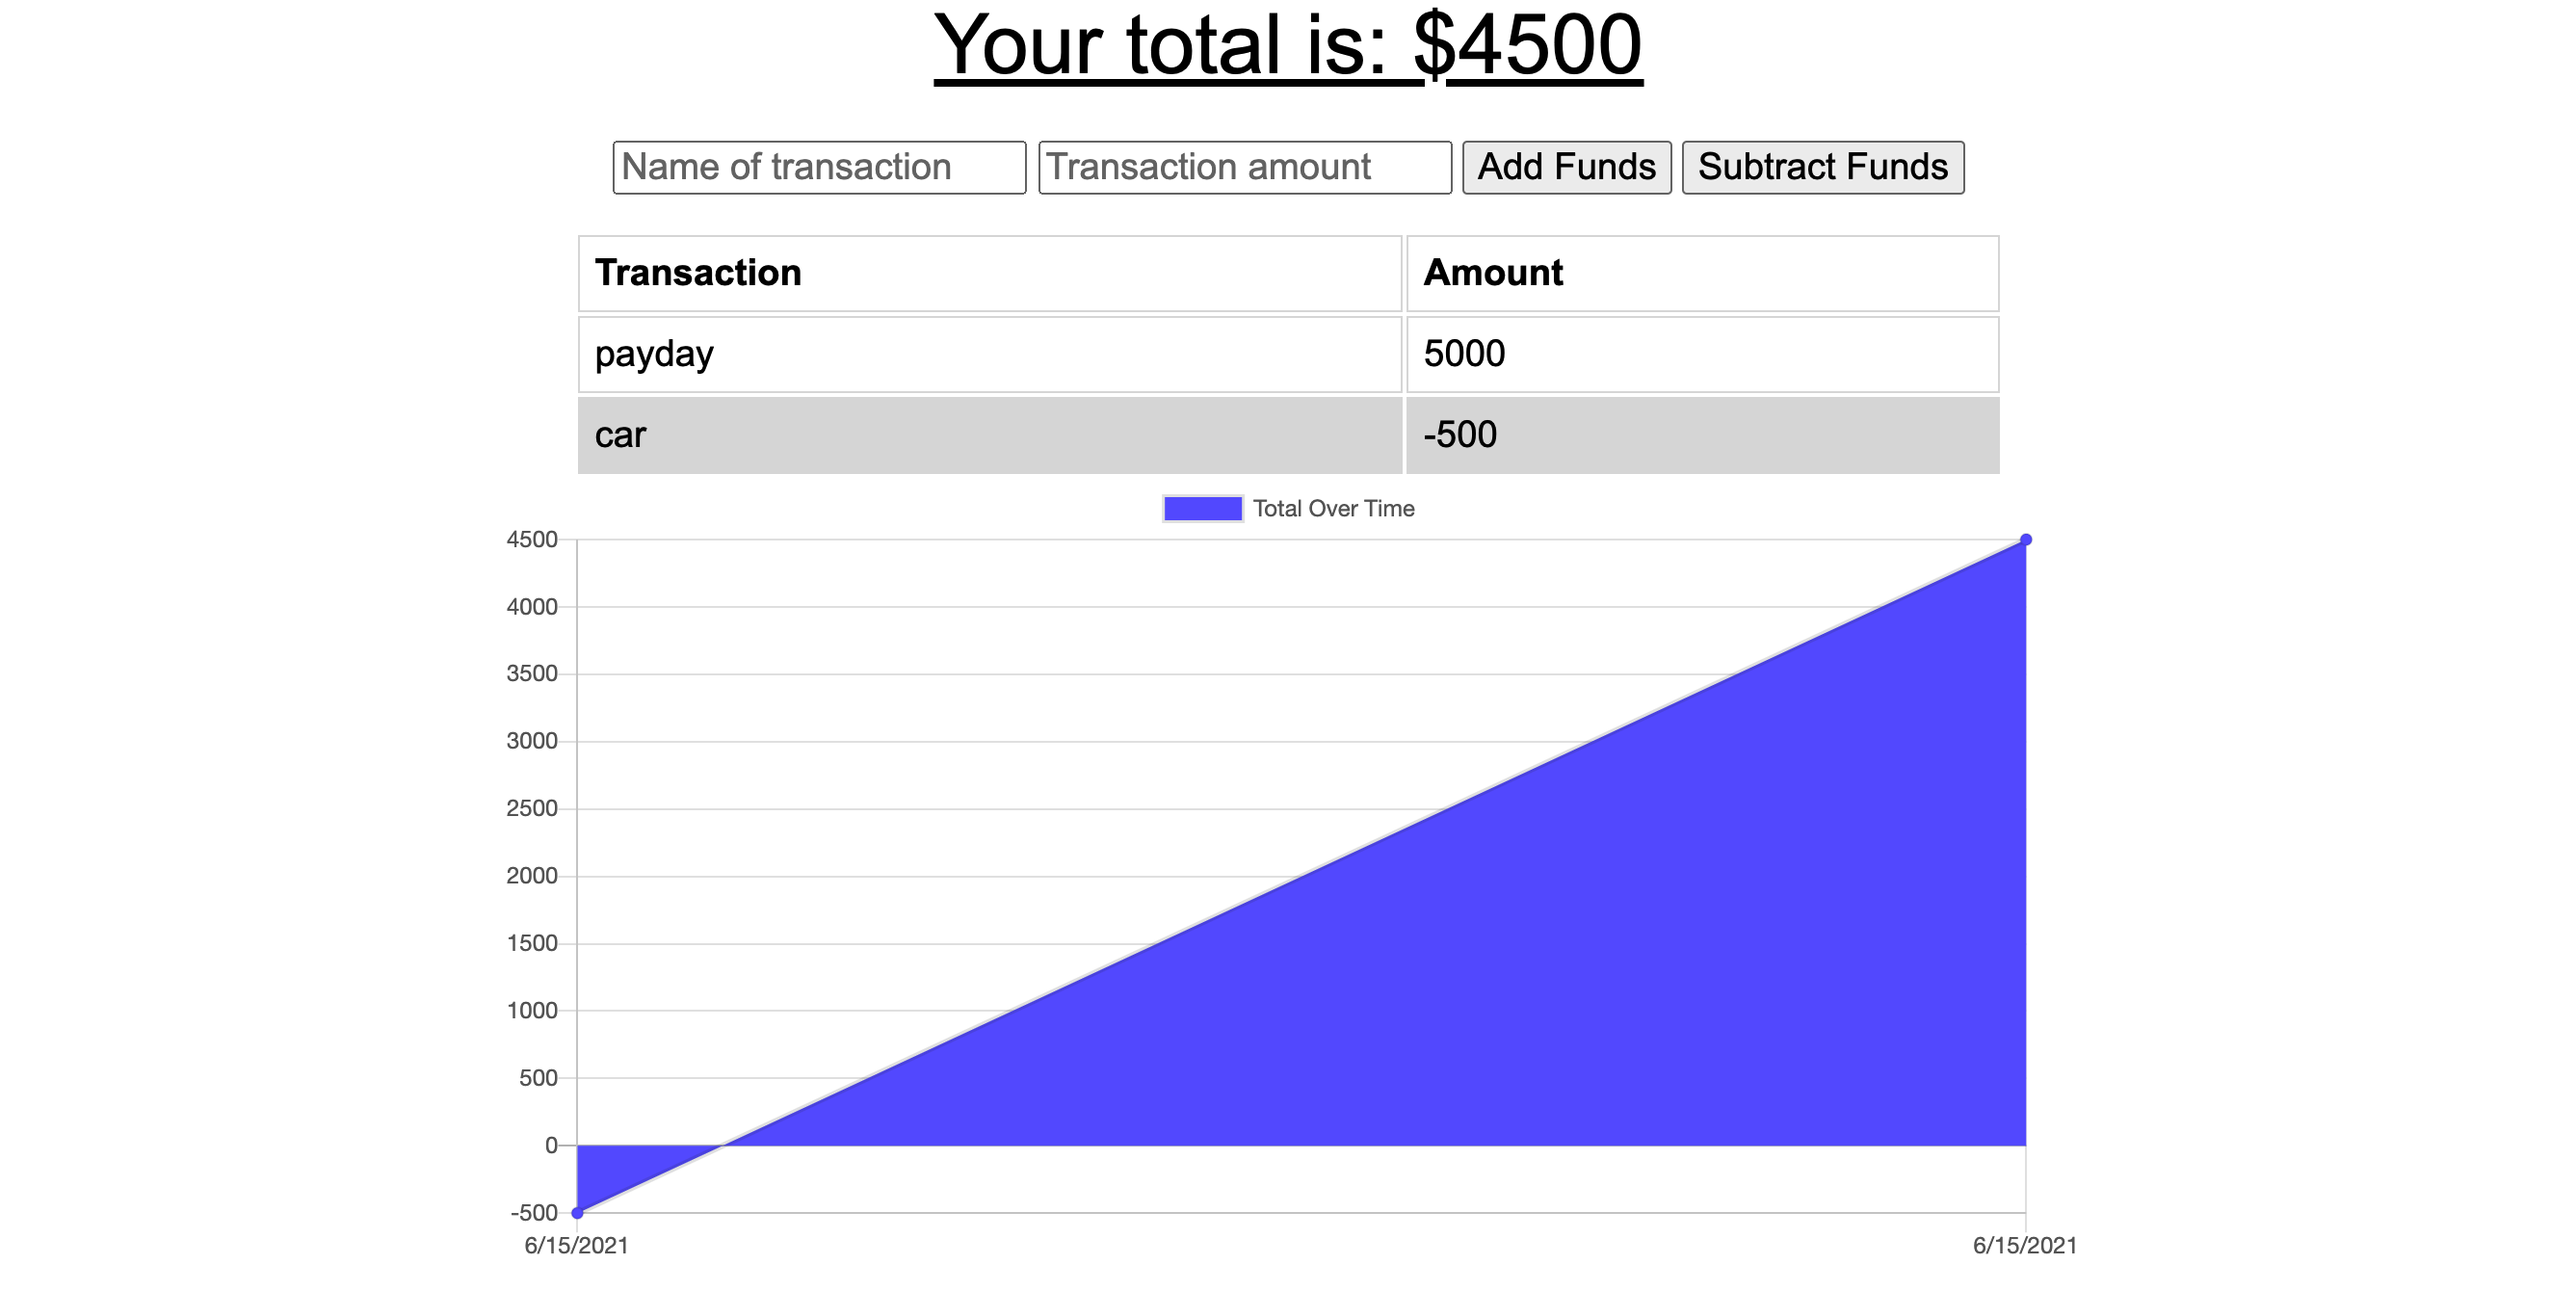 Your total is: $4500
Name of transaction Transaction amount Add Funds Subtract Funds
Transaction Amount
payday 5000
car -500
Total Over Time
4500
4000
3500
3000
2500
2000
1500
1000
500
0
-500
6/15/2021 6/15/2021